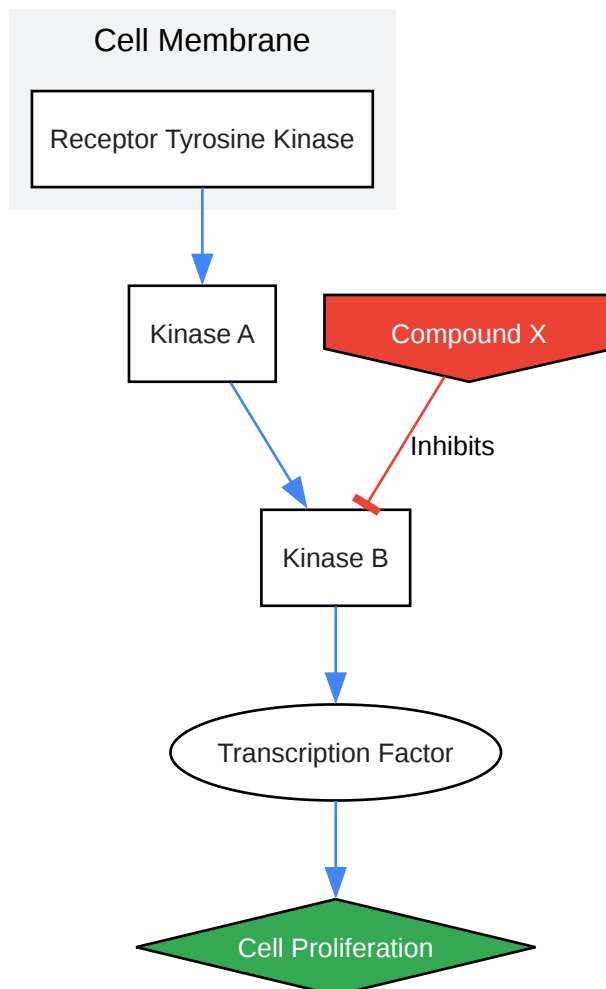 Cell Membrane
Receptor Tyrosine Kinase
Kinase A
Compound X
Inhibits
Kinase B
Transcription Factor
Cell Proliferation